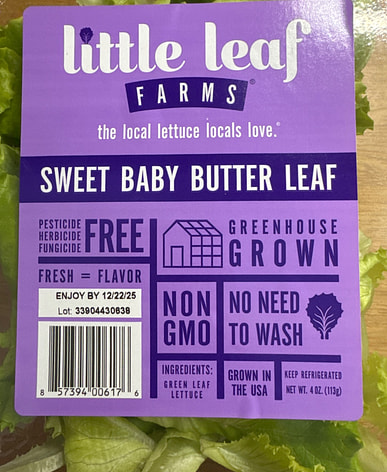 little leaf
FARMS®
the local lettuce locals love.®
SWEET BABY BUTTER LEAF
PESTICIDE
HERBICIDE
FUNGICIDE
FREE
GREENHOUSE
GROWN
FRESH = FLAVOR
ENJOY BY 12/22/25
Lot: 33904430638
NON
GMO
NO NEED
TO WASH
8 57394 00617 6
INGREDIENTS:
GREEN LEAF
LETTUCE
GROWN IN
THE USA
KEEP REFRIGERATED
NET WT. 4 OZ. (113g)